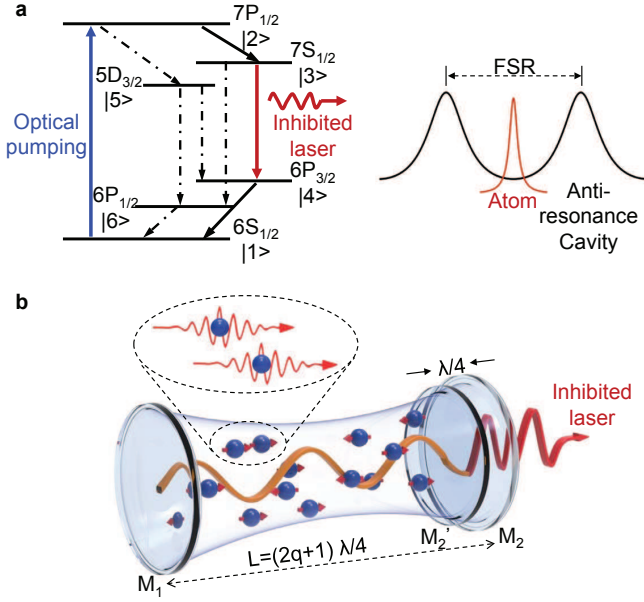 a
7P1/2
|2>
7S1/2
|3>
5D3/2
|5>
Optical
pumping
Inhibited
laser
6P3/2
|4>
6P1/2
|6>
6S1/2
|1>
FSR
Atom
Anti-
resonance
Cavity
b
λ/4
Inhibited
laser
M1
M2'
M2
L=(2q+1) λ/4